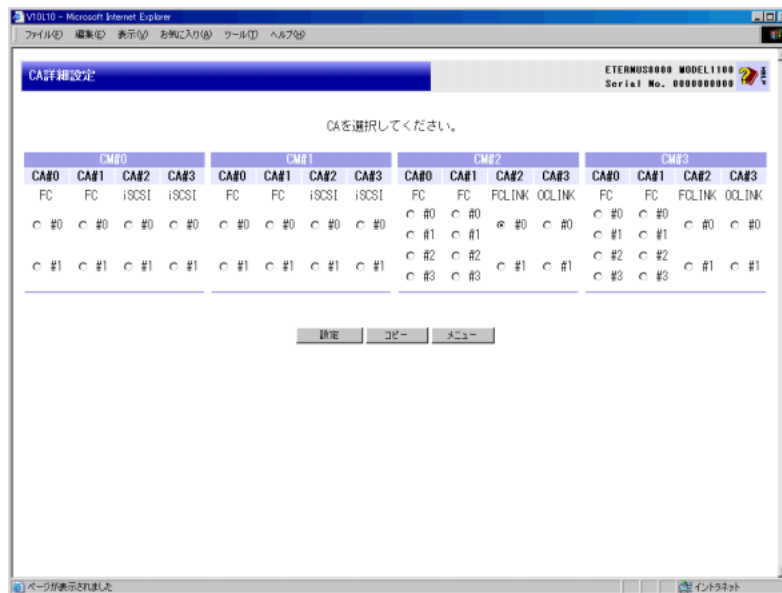 V10L10 - Microsoft Internet Explorer
ファイル(F) 編集(E) 表示(V) お気に入り(A) ツール(T) ヘルプ(H)
CA詳細設定
ETERNUS8000 MODEL1100
Serial No. 0000000000
CAを選択してください。
CM#0 CM#1 CM#2 CM#3
CA#0 CA#1 CA#2 CA#3 CA#0 CA#1 CA#2 CA#3 CA#0 CA#1 CA#2 CA#3 CA#0 CA#1 CA#2 CA#3
FC FC iSCSI iSCSI FC FC iSCSI iSCSI FC FC FCLINK OCLINK FC FC FCLINK OCLINK
#0 #0 #0 #0 #0 #0 #0 #0 #0 #0 #0 #0 #0 #0 #0 #0
#1 #1 #1 #1
#1 #1 #1 #1 #1 #1 #1 #1 #2 #2 #1 #1 #2 #2 #1 #1
#3 #3 #3 #3
設定 コピー メニュー
ページが表示されました イントラネット